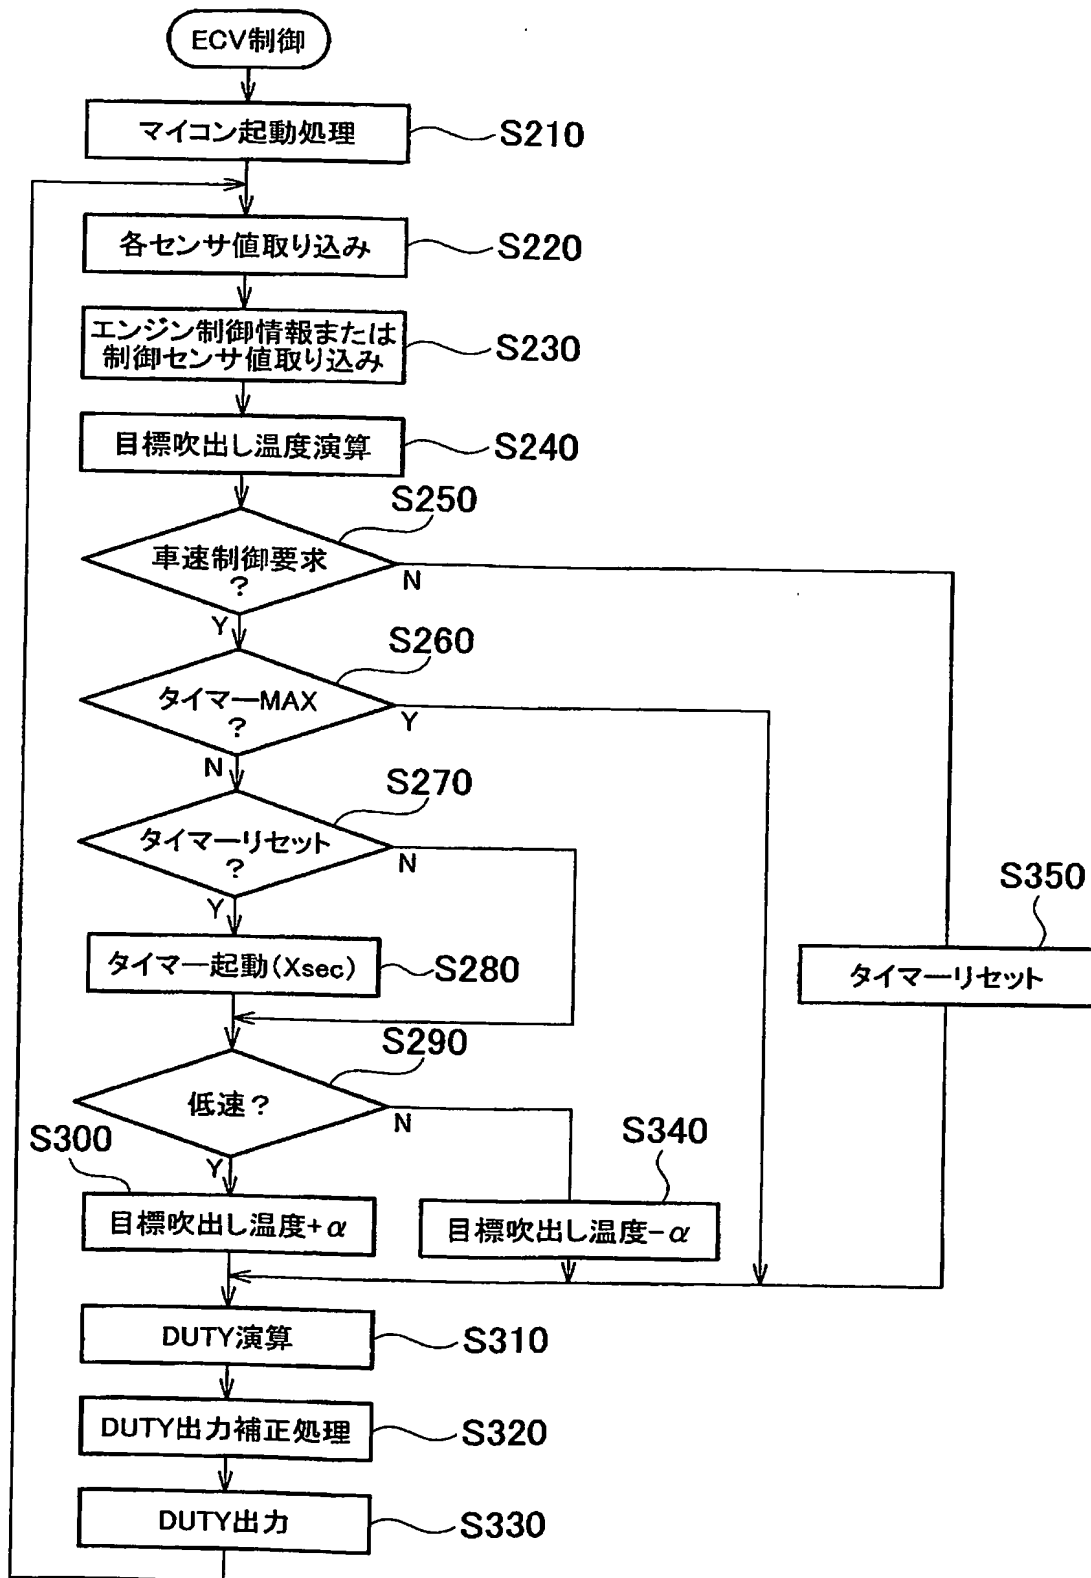 ECV制御
マイコン起動処理
S210
各センサ値取り込み
S220
エンジン制御情報または
制御センサ値取り込み
S230
目標吹出し温度演算
S240
S250
車速制御要求
?
N
Y
S260
タイマーMAX
?
Y
N
S270
タイマーリセット
?
N
Y
S350
タイマーリセット
タイマー起動(Xsec)
S280
S290
低速?
N
Y
S300
目標吹出し温度+α
S340
目標吹出し温度-α
DUTY演算
S310
DUTY出力補正処理
S320
DUTY出力
S330